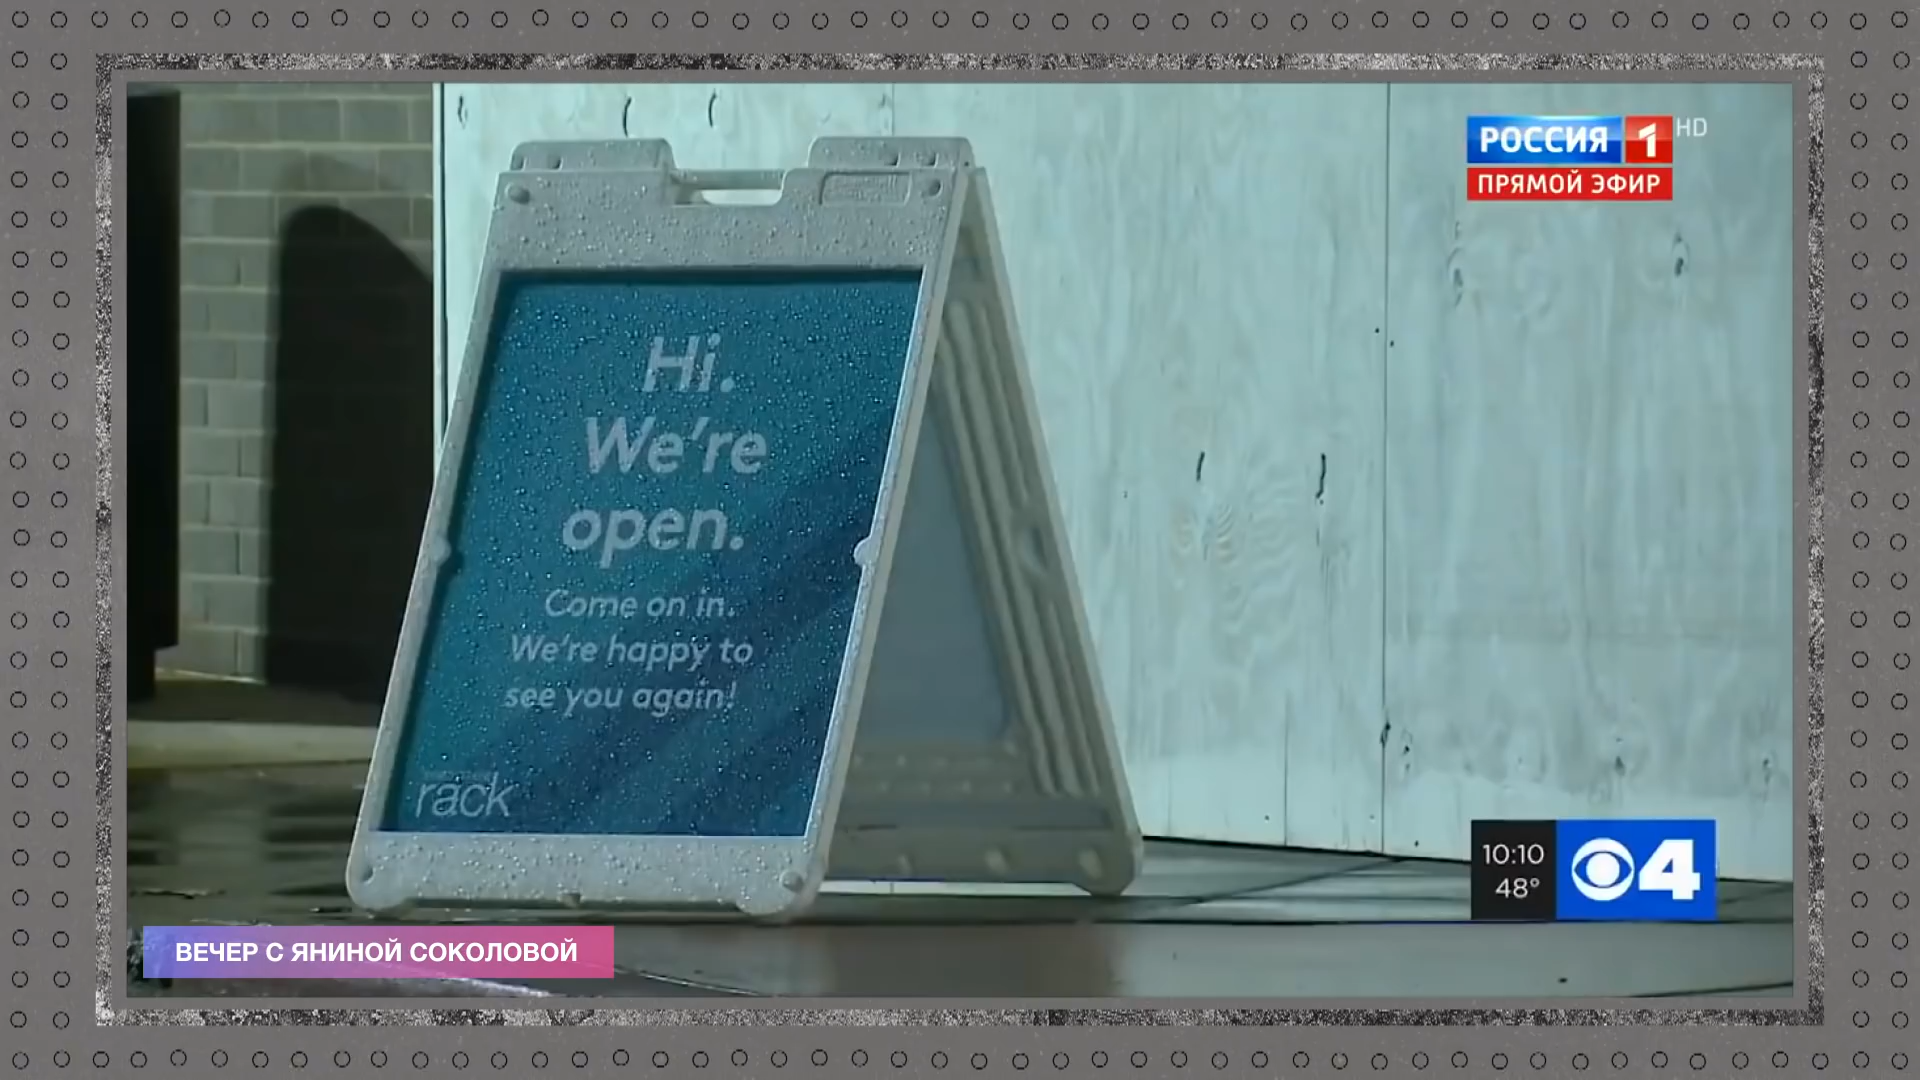 РОССИЯ 1 HD
ПРЯМОЙ ЭФИР
Hi.
We're
open.
Come on in.
We're happy to
see you again!
rack
10:10
48°
4
ВЕЧЕР С ЯНИНОЙ СОКОЛОВОЙ